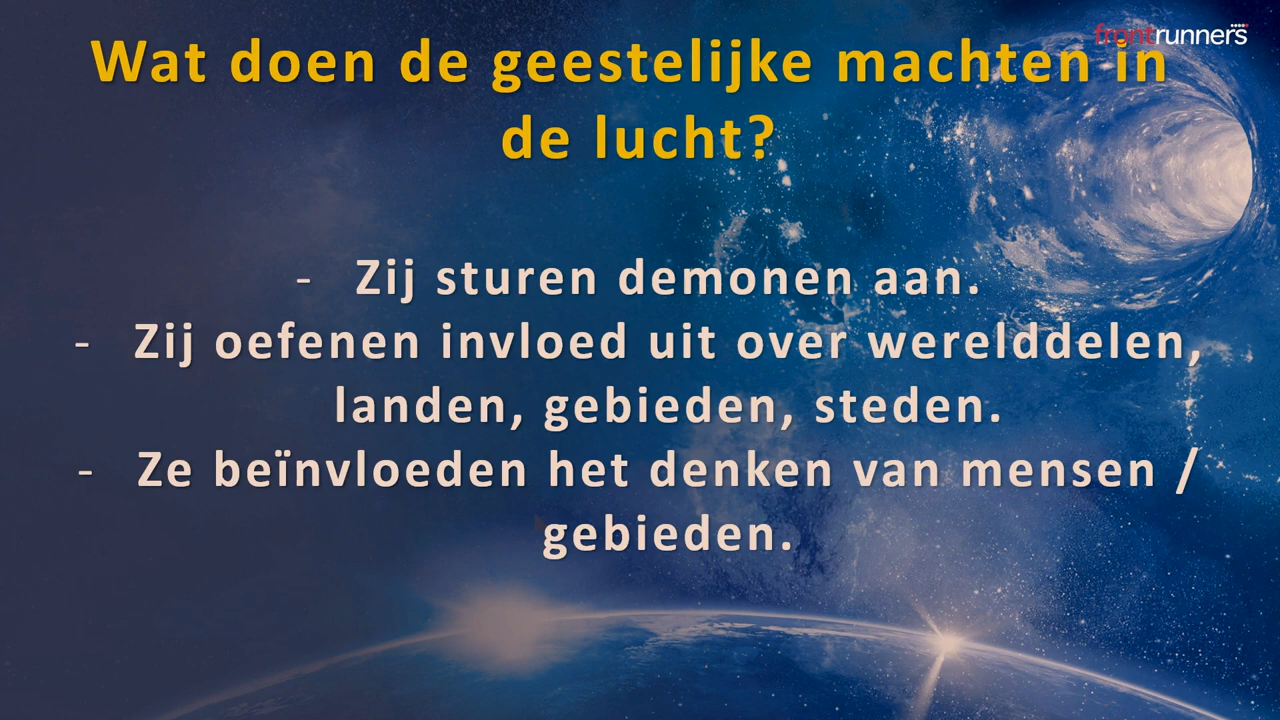 frontrunners
Wat doen de geestelijke machten in
de lucht?
- Zij sturen demonen aan.
- Zij oefenen invloed uit over werelddelen,
landen, gebieden, steden.
- Ze beïnvloeden het denken van mensen /
gebieden.